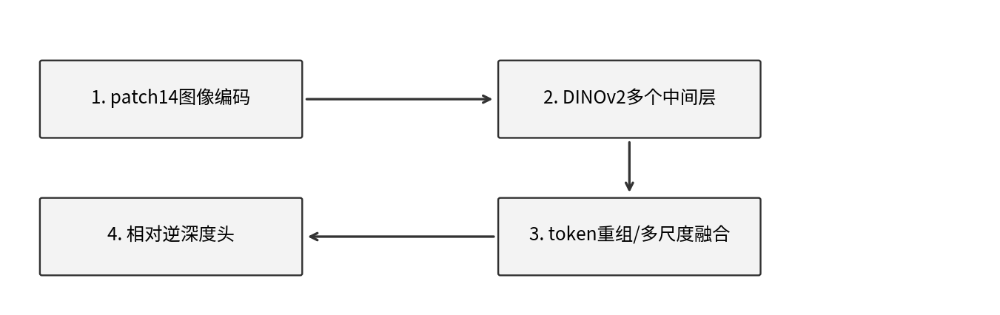 1. patch14图像编码
2. DINOv2多个中间层
3. token重组/多尺度融合
4. 相对逆深度头